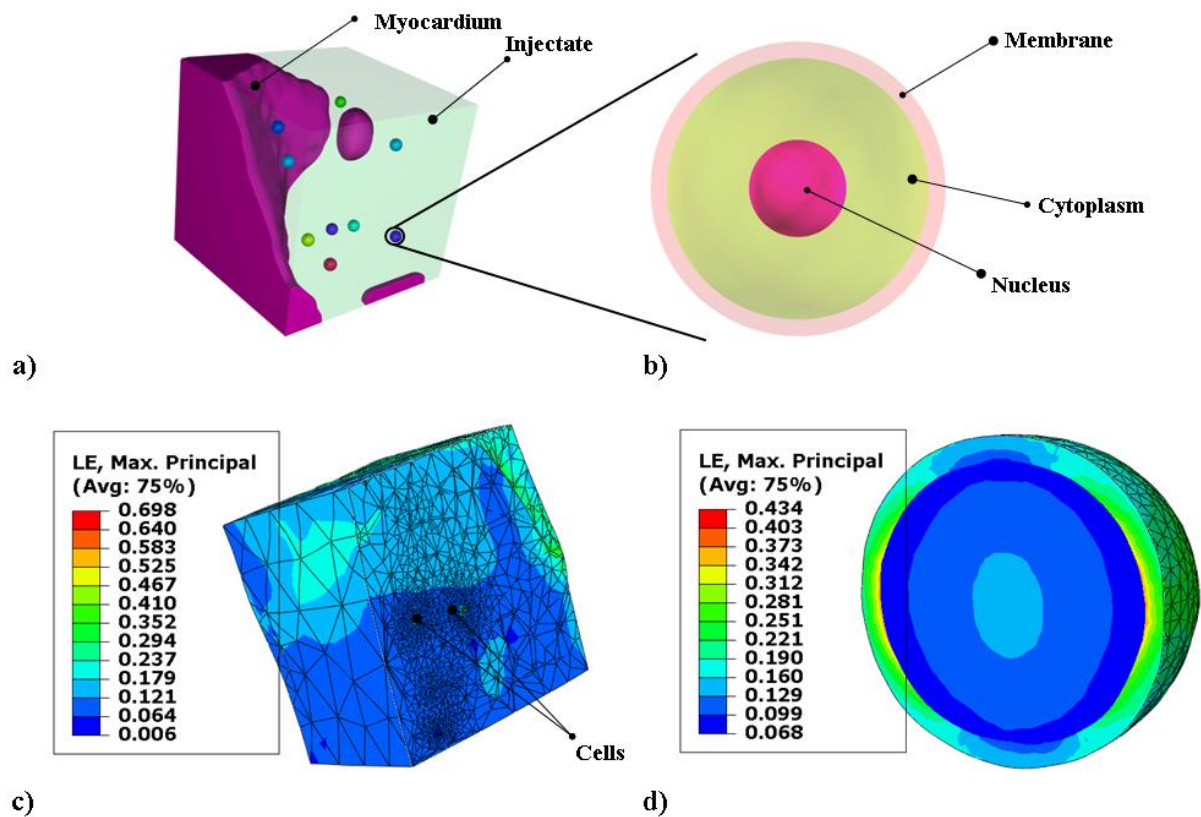 Myocardium
Injectate
Membrane
Cytoplasm
Nucleus
a)
b)
LE, Max. Principal
(Avg: 75%)
0.698
0.640
0.583
0.525
0.467
0.410
0.352
0.294
0.237
0.179
0.121
0.064
0.006
Cells
LE, Max. Principal
(Avg: 75%)
0.434
0.403
0.373
0.342
0.312
0.281
0.251
0.221
0.190
0.160
0.129
0.099
0.068
c)
d)